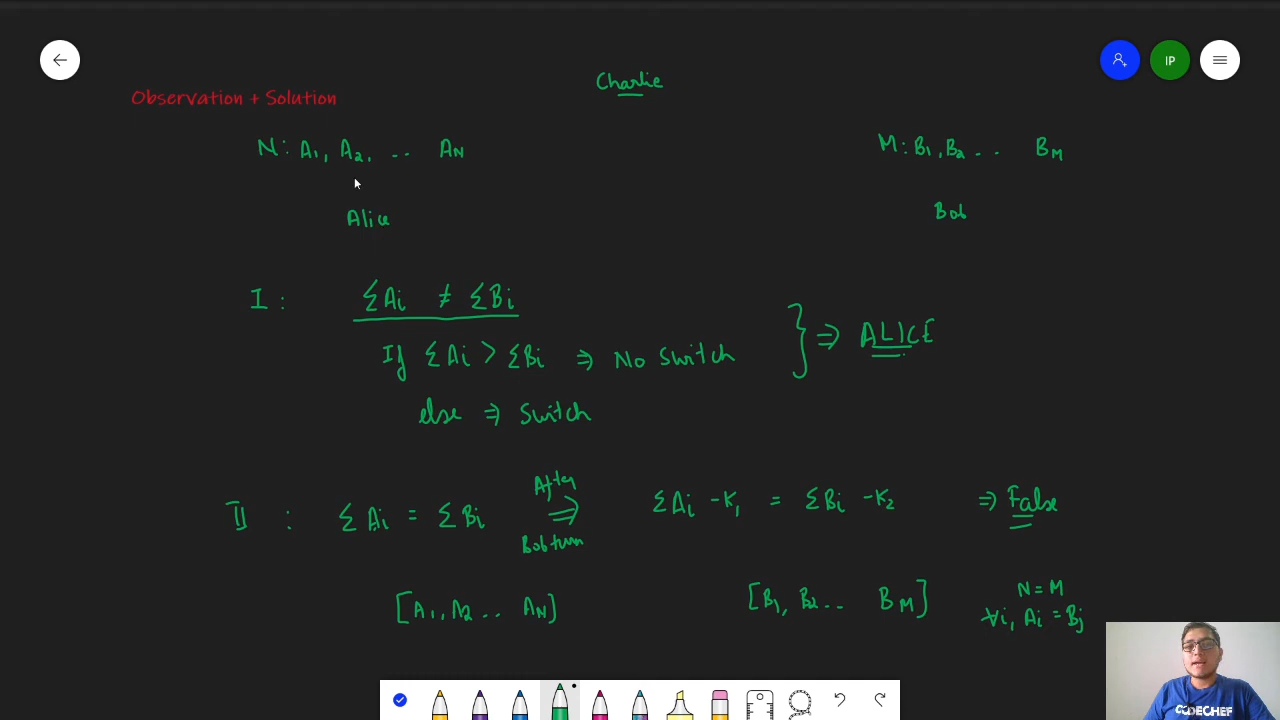 Charlie
Observation + Solution
N: A1, A2, .. AN
M: B1, B2 .. BM
Alice
Bob
I : ΣAi ≠ ΣBi
If ΣAi > ΣBi ⇒ No Switch
else ⇒ Switch
} ⇒ ALICE
II : ΣAi = ΣBi ⇒ ΣAi - K1 = ΣBi - K2 ⇒ False
After
Bob turn
[A1, A2 .. AN]
[B1, B2 .. BM]
N = M
∀i, Ai = Bj
IP
CODECHEF